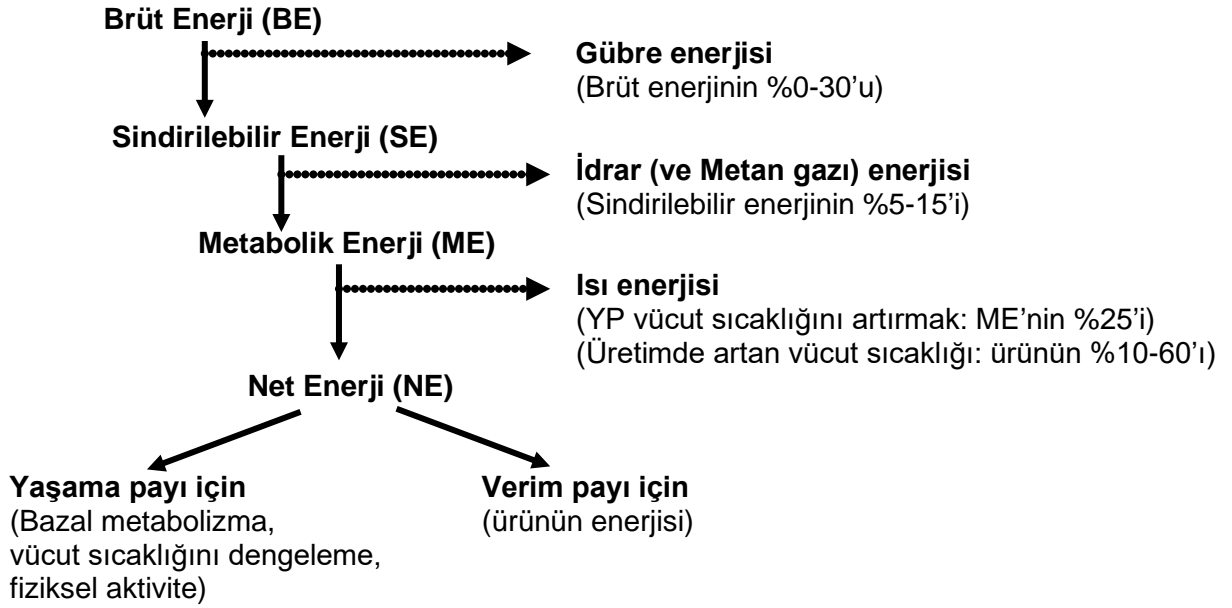 Brüt Enerji (BE)
Gübre enerjisi
(Brüt enerjinin %0-30’u)
Sindirilebilir Enerji (SE)
İdrar (ve Metan gazı) enerjisi
(Sindirilebilir enerjinin %5-15’i)
Metabolik Enerji (ME)
Isı enerjisi
(YP vücut sıcaklığını artırmak: ME’nin %25’i)
(Üretimde artan vücut sıcaklığı: ürünün %10-60’ı)
Net Enerji (NE)
Yaşama payı için
(Bazal metabolizma,
vücut sıcaklığını dengeleme,
fiziksel aktivite)
Verim payı için
(ürünün enerjisi)